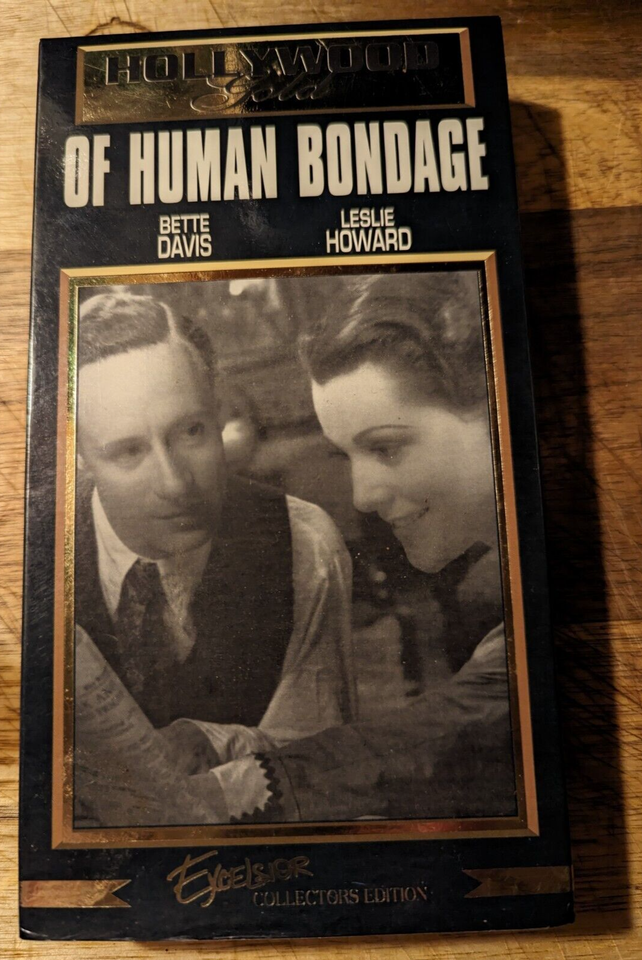 HOLLYWOOD
Gold
OF HUMAN BONDAGE
BETTE
DAVIS
LESLIE
HOWARD
EXCELSIOR
COLLECTORS EDITION